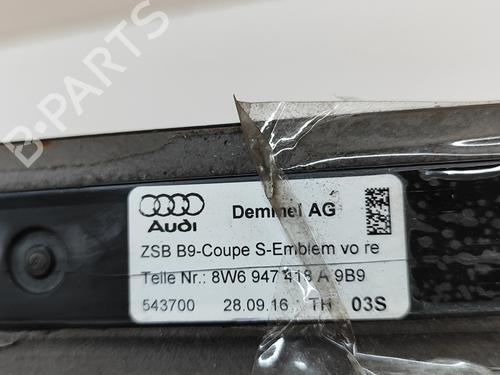 B-PARTS
Audi
Demmel AG
ZSB B9-Coupe S-Emblem vo re
Teile Nr.: 8W6 947 418 A 9B9
543700 28.09.16 TH 03S